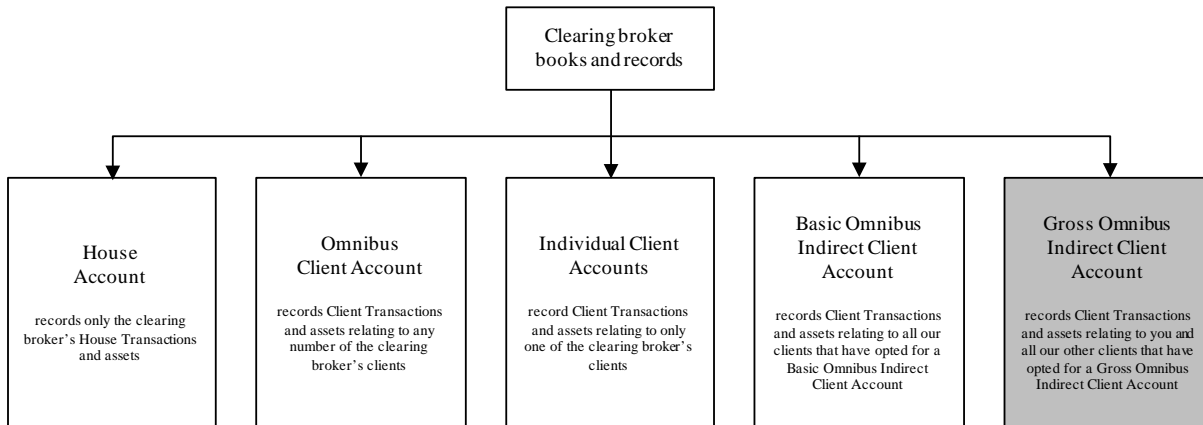 Clearing broker
books and records
House
Account
records only the clearing
broker's House Transactions
and assets
Omnibus
Client Account
records Client Transactions
and assets relating to any
number of the clearing
broker's clients
Individual Client
Accounts
record Client Transactions
and assets relating to only
one of the clearing broker's
clients
Basic Omnibus
Indirect Client
Account
records Client Transactions
and assets relating to all our
clients that have opted for a
Basic Omnibus Indirect
Client Account
Gross Omnibus
Indirect Client
Account
records Client Transactions
and assets relating to you and
all our other clients that have
opted for a Gross Omnibus
Indirect Client Account